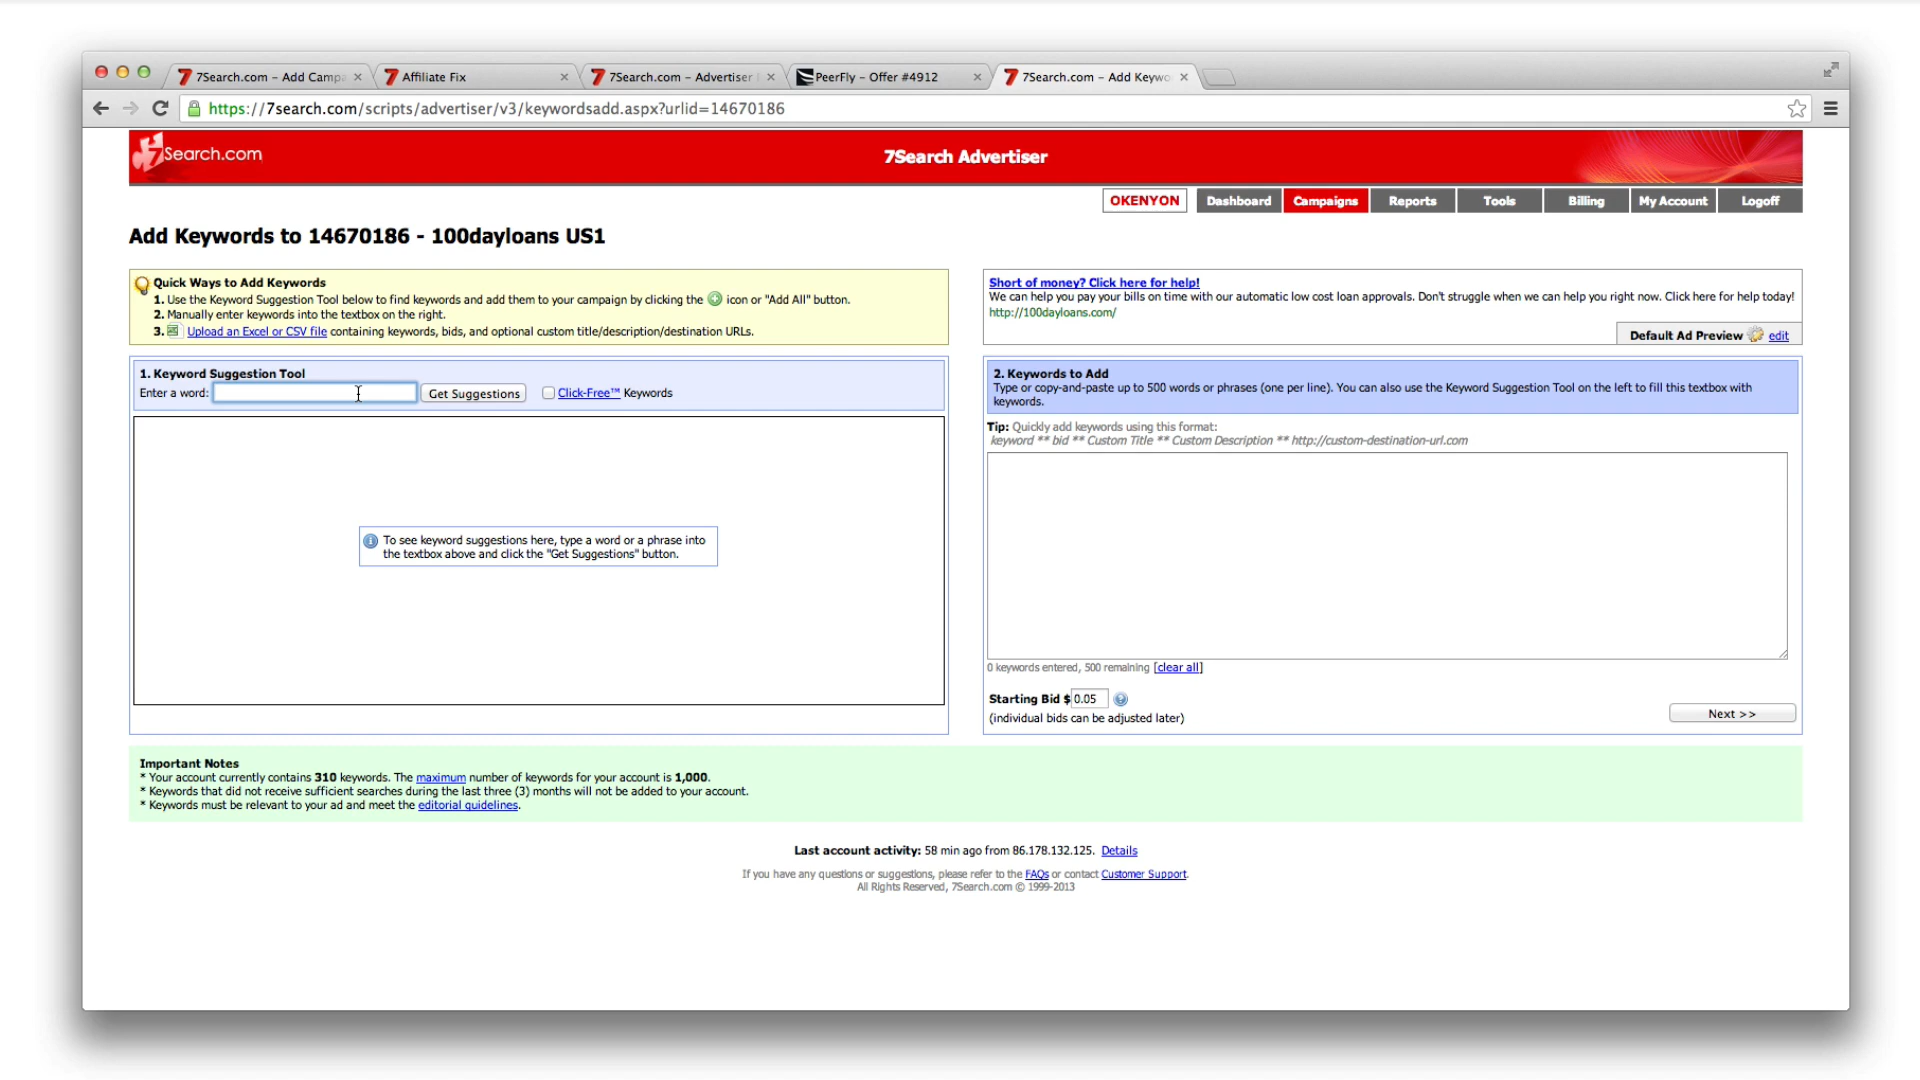 7Search.com – Add Campa
Affiliate Fix
7Search.com – Advertiser
PeerFly – Offer #4912
7Search.com – Add Keywo
https://7search.com/scripts/advertiser/v3/keywordsadd.aspx?urlid=14670186
7Search.com
7Search Advertiser
OKENYON
Dashboard
Campaigns
Reports
Tools
Billing
My Account
Logoff
Add Keywords to 14670186 - 100dayloans US1
Quick Ways to Add Keywords
1. Use the Keyword Suggestion Tool below to find keywords and add them to your campaign by clicking the icon or "Add All" button.
2. Manually enter keywords into the textbox on the right.
3. Upload an Excel or CSV file containing keywords, bids, and optional custom title/description/destination URLs.
Short of money? Click here for help!
We can help you pay your bills on time with our automatic low cost loan approvals. Don't struggle when we can help you right now. Click here for help today!
http://100dayloans.com/
Default Ad Preview edit
1. Keyword Suggestion Tool
Enter a word:
Get Suggestions
Click-Free™ Keywords
To see keyword suggestions here, type a word or a phrase into
the textbox above and click the "Get Suggestions" button.
2. Keywords to Add
Type or copy-and-paste up to 500 words or phrases (one per line). You can also use the Keyword Suggestion Tool on the left to fill this textbox with
keywords.
Tip: Quickly add keywords using this format:
keyword ** bid ** Custom Title ** Custom Description ** http://custom-destination-url.com
0 keywords entered, 500 remaining [clear all]
Starting Bid $ 0.05
(individual bids can be adjusted later)
Next >>
Important Notes
* Your account currently contains 310 keywords. The maximum number of keywords for your account is 1,000.
* Keywords that did not receive sufficient searches during the last three (3) months will not be added to your account.
* Keywords must be relevant to your ad and meet the editorial guidelines.
Last account activity: 58 min ago from 86.178.132.125. Details
If you have any questions or suggestions, please refer to the FAQs or contact Customer Support.
All Rights Reserved, 7Search.com © 1999-2013